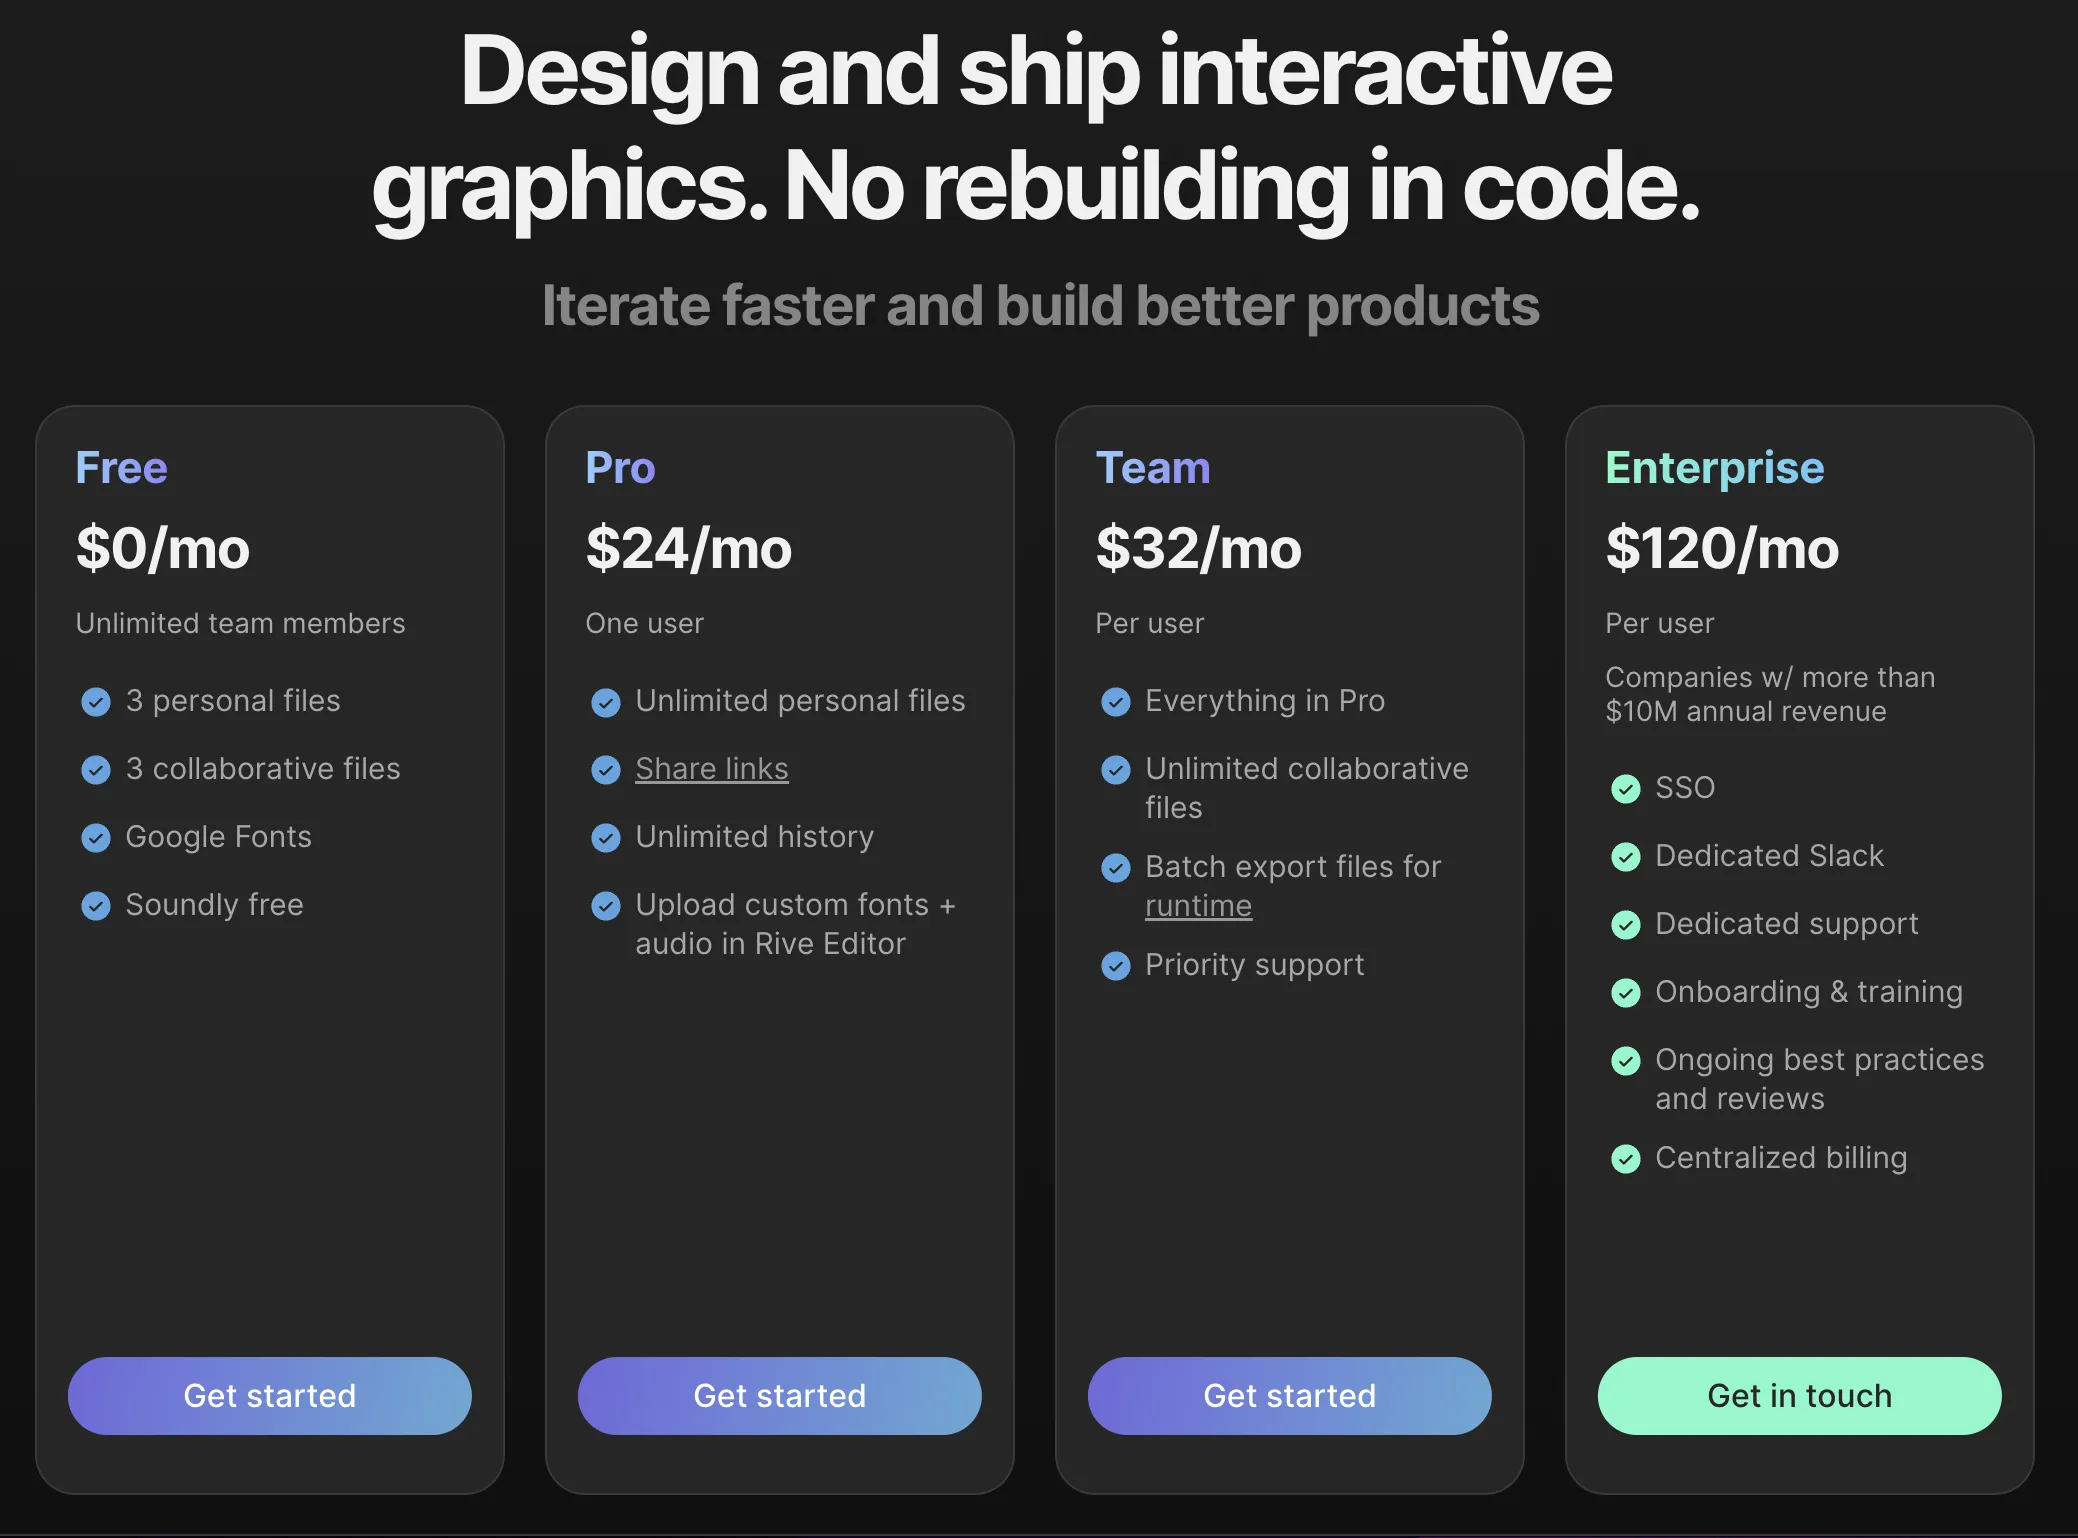 Design and ship interactive
graphics. No rebuilding in code.
Iterate faster and build better products
Free
$0/mo
Unlimited team members
3 personal files
3 collaborative files
Google Fonts
Soundly free
Get started
Pro
$24/mo
One user
Unlimited personal files
Share links
Unlimited history
Upload custom fonts +
audio in Rive Editor
Get started
Team
$32/mo
Per user
Everything in Pro
Unlimited collaborative
files
Batch export files for
runtime
Priority support
Get started
Enterprise
$120/mo
Per user
Companies w/ more than
$10M annual revenue
SSO
Dedicated Slack
Dedicated support
Onboarding & training
Ongoing best practices
and reviews
Centralized billing
Get in touch